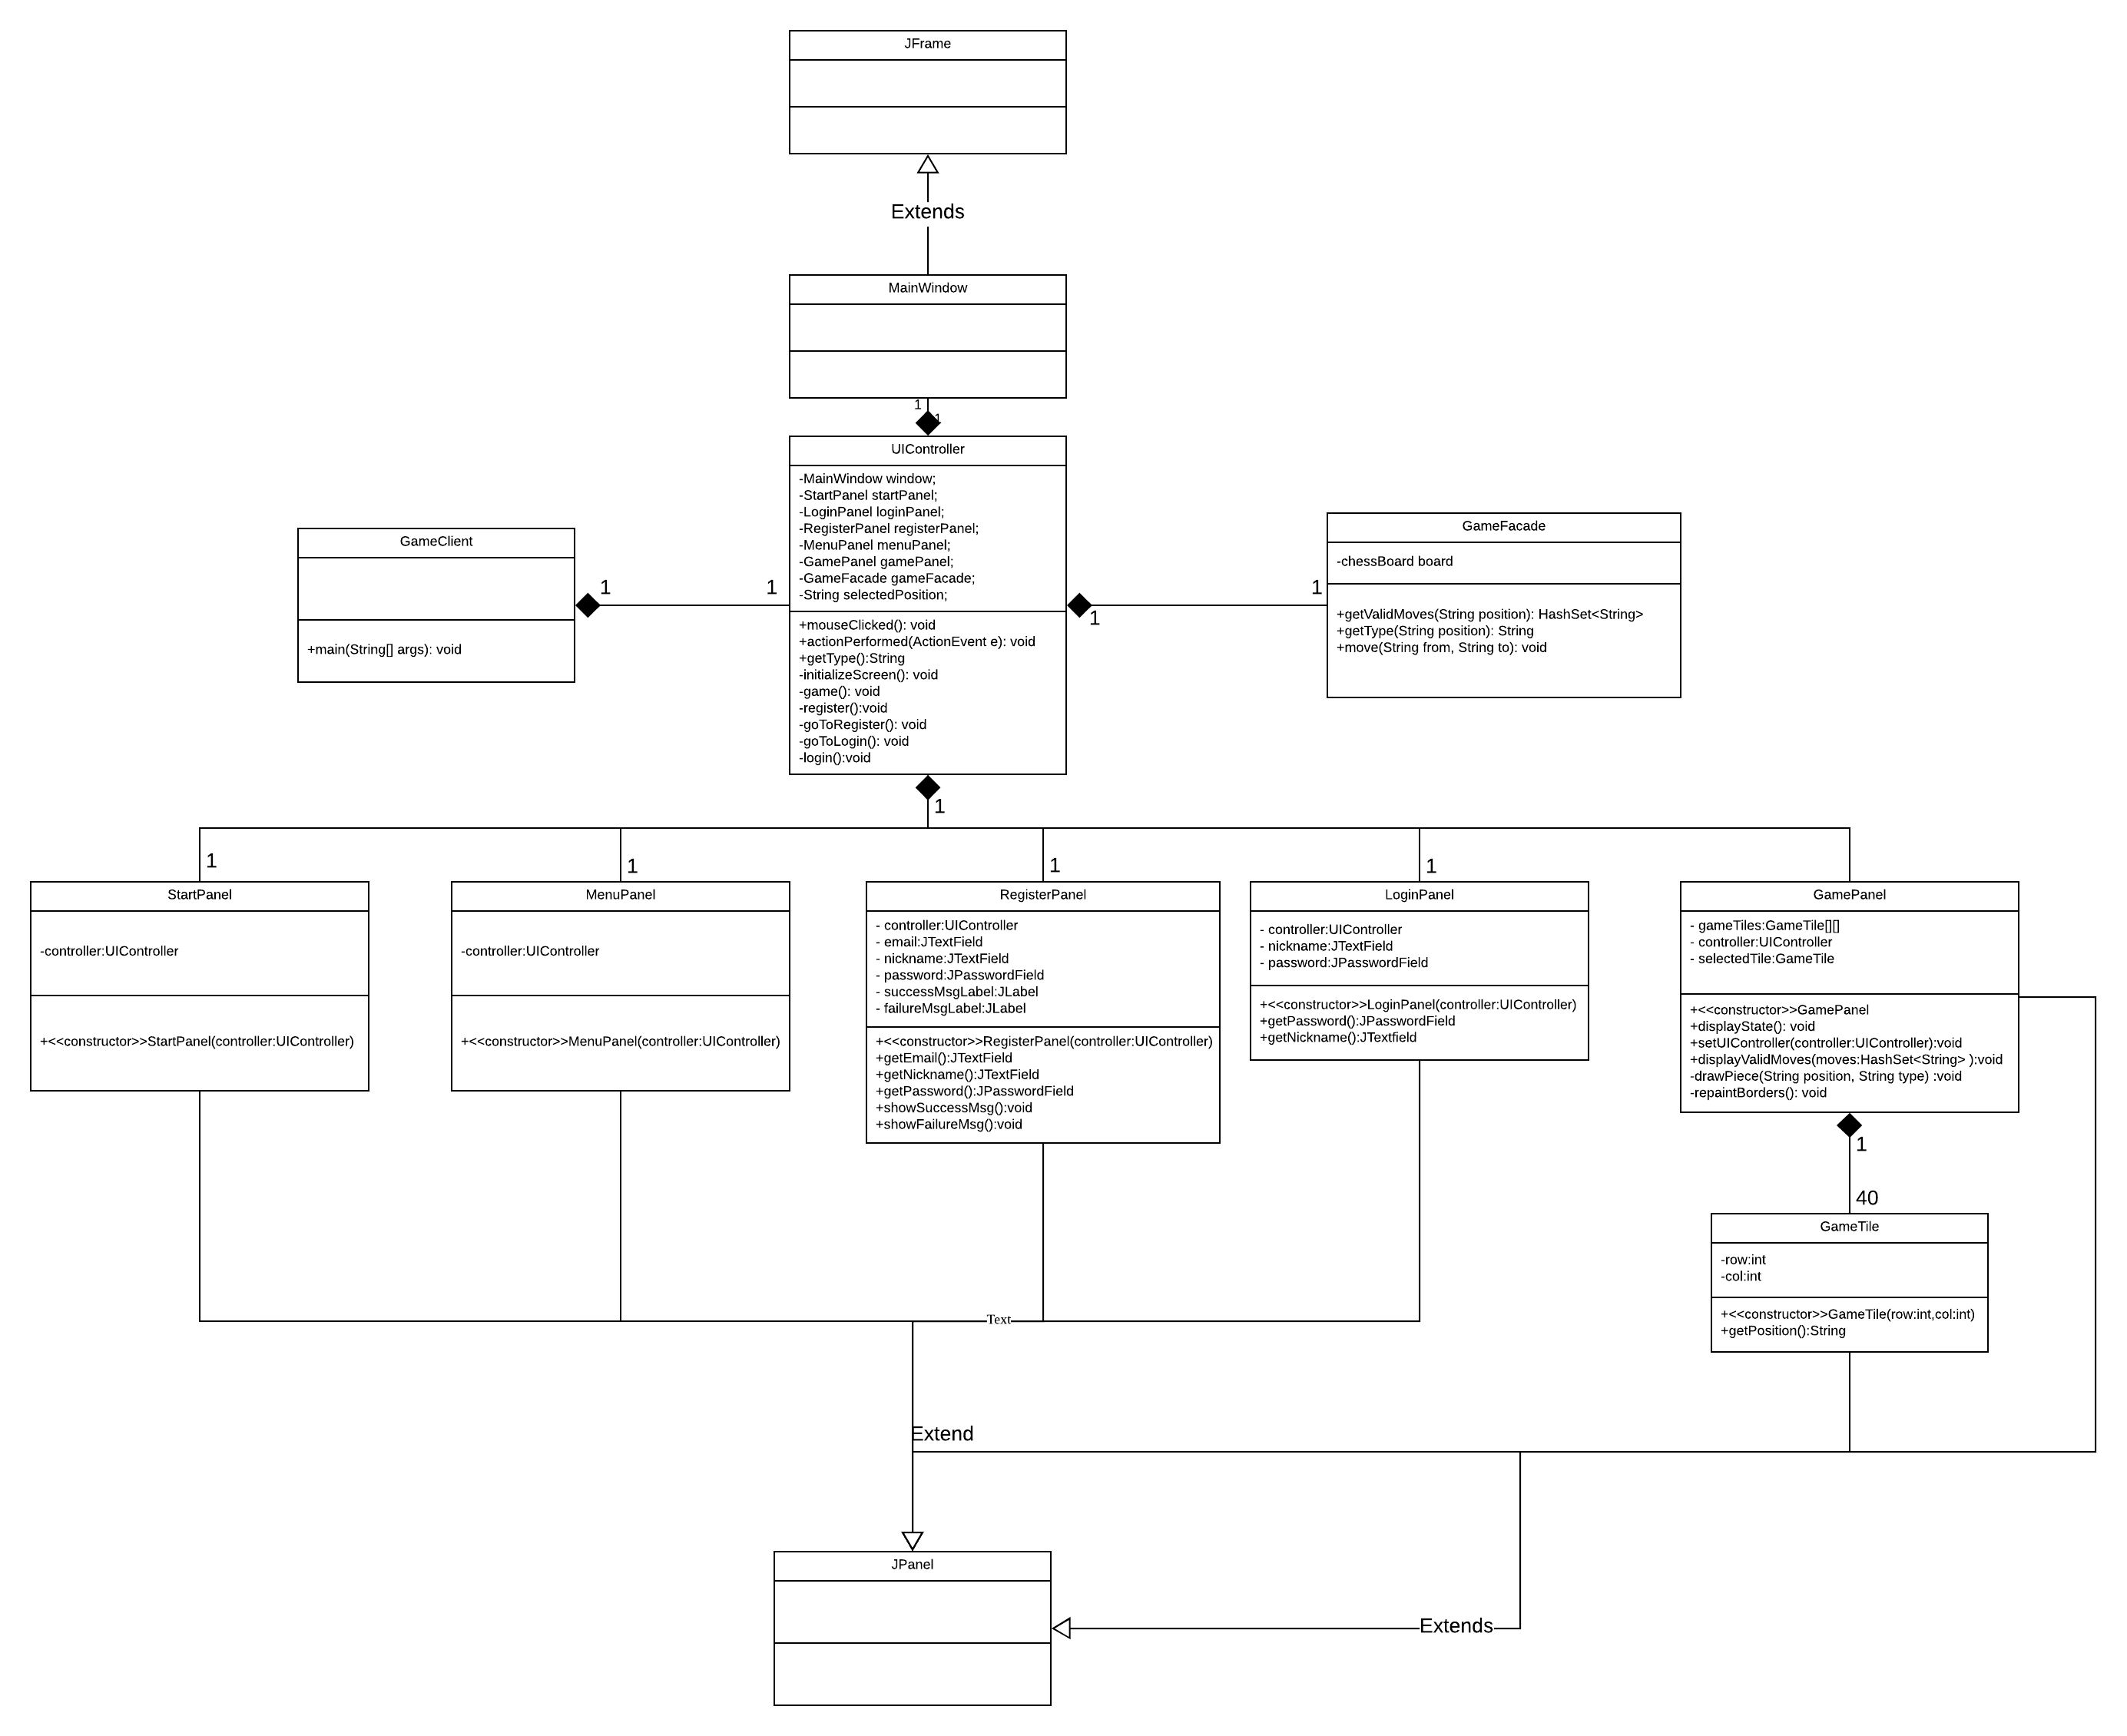 JFrame
Extends
MainWindow
1
1
UIController
-MainWindow window;
-StartPanel startPanel;
-LoginPanel loginPanel;
-RegisterPanel registerPanel;
-MenuPanel menuPanel;
-GamePanel gamePanel;
-GameFacade gameFacade;
-String selectedPosition;
+mouseClicked(): void
+actionPerformed(ActionEvent e): void
+getType():String
-initializeScreen(): void
-game(): void
-register():void
-goToRegister(): void
-goToLogin(): void
-login():void
GameClient
+main(String[] args): void
1
1
GameFacade
-chessBoard board
+getValidMoves(String position): HashSet<String>
+getType(String position): String
+move(String from, String to): void
1
1
1
1
1
1
1
StartPanel
-controller:UIController
+<<constructor>>StartPanel(controller:UIController)
MenuPanel
-controller:UIController
+<<constructor>>MenuPanel(controller:UIController)
RegisterPanel
- controller:UIController
- email:JTextField
- nickname:JTextField
- password:JPasswordField
- successMsgLabel:JLabel
- failureMsgLabel:JLabel
+<<constructor>>RegisterPanel(controller:UIController)
+getEmail():JTextField
+getNickname():JTextField
+getPassword():JPasswordField
+showSuccessMsg():void
+showFailureMsg():void
LoginPanel
- controller:UIController
- nickname:JTextField
- password:JPasswordField
+<<constructor>>LoginPanel(controller:UIController)
+getPassword():JPasswordField
+getNickname():JTextfield
GamePanel
- gameTiles:GameTile[][]
- controller:UIController
- selectedTile:GameTile
+<<constructor>>GamePanel
+displayState(): void
+setUIController(controller:UIController):void
+displayValidMoves(moves:HashSet<String> ):void
-drawPiece(String position, String type) :void
-repaintBorders(): void
1
40
GameTile
-row:int
-col:int
+<<constructor>>GameTile(row:int,col:int)
+getPosition():String
Text
Extend
JPanel
Extends